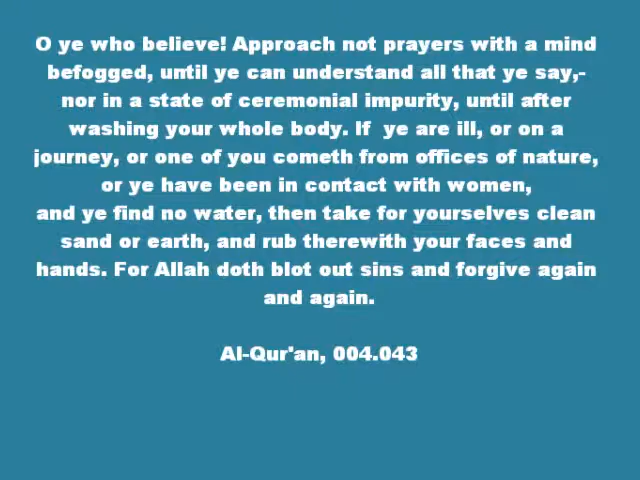 O ye who believe! Approach not prayers with a mind
befogged, until ye can understand all that ye say,-
nor in a state of ceremonial impurity, until after
washing your whole body. If  ye are ill, or on a
journey, or one of you cometh from offices of nature,
or ye have been in contact with women,
and ye find no water, then take for yourselves clean
sand or earth, and rub therewith your faces and
hands. For Allah doth blot out sins and forgive again
and again.
Al-Qur'an, 004.043